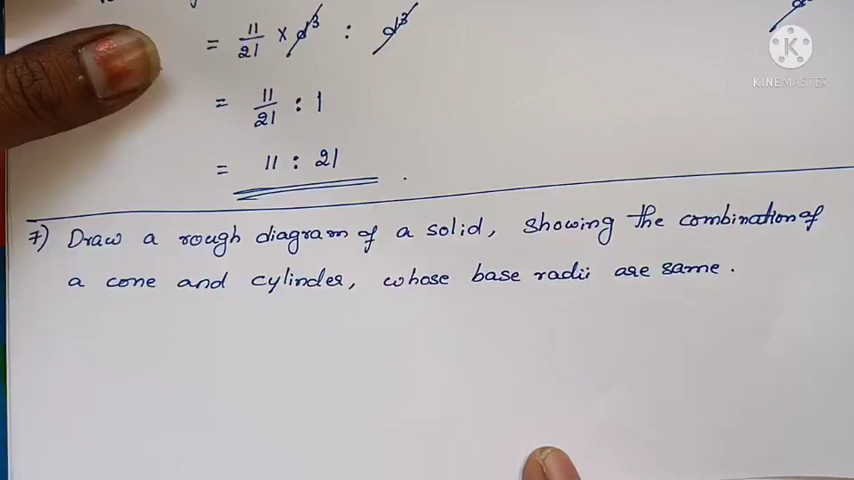 = 11/21 × d³ : d³
= 11/21 : 1
= 11 : 21 .
7) Draw a rough diagram of a solid, showing the combination of
a cone and cylinder, whose base radii are same.
K
KINEMASTER